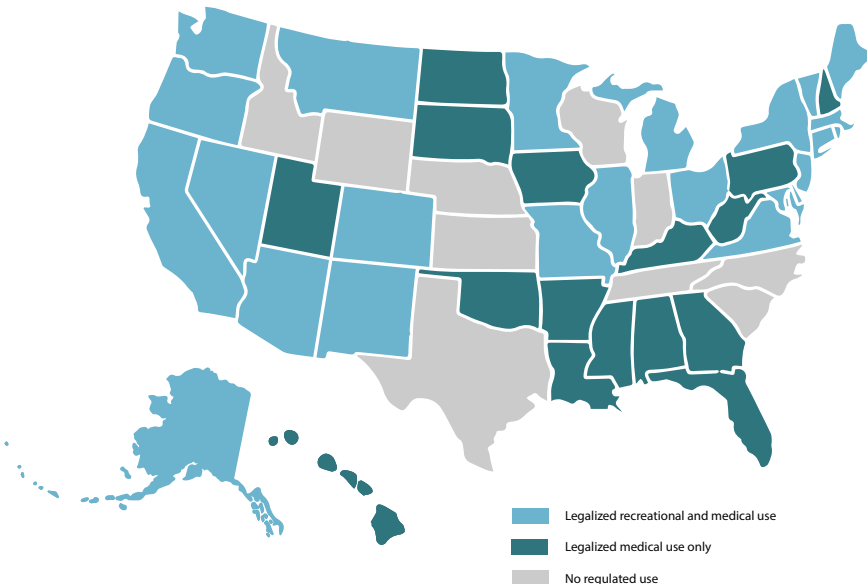 Legalized recreational and medical use
Legalized medical use only
No regulated use